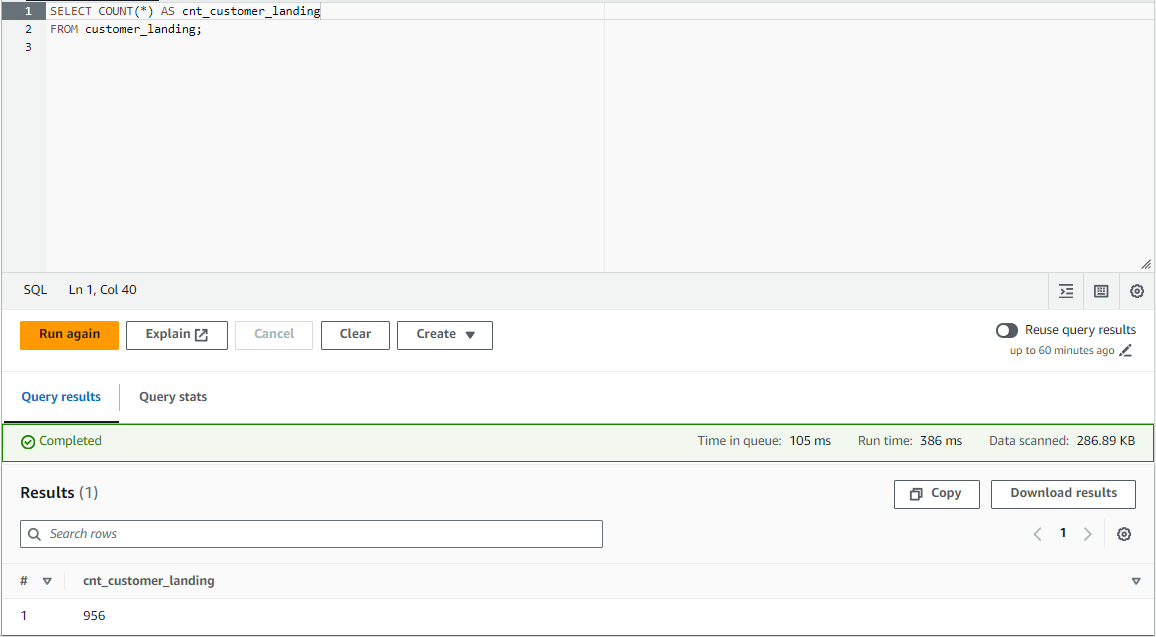 1 SELECT COUNT(*) AS cnt_customer_landing
2 FROM customer_landing;
3
SQL Ln 1, Col 40
Run again Explain Cancel Clear Create Reuse query results
up to 60 minutes ago
Query results Query stats
Completed Time in queue: 105 ms Run time: 386 ms Data scanned: 286.89 KB
Results (1) Copy Download results
Search rows 1
# cnt_customer_landing
1 956